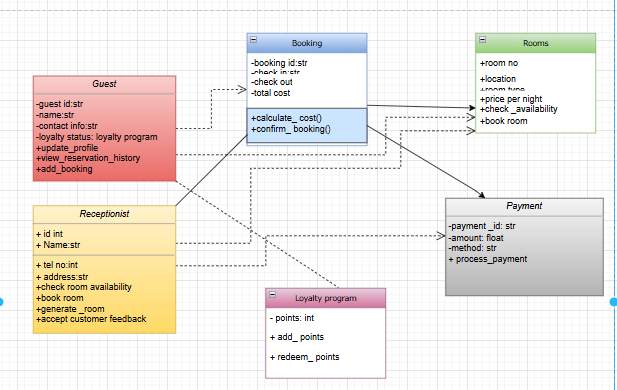 Booking
-booking id:str
-check in:str
-check out
-total cost
+calculate_ cost()
+confirm_ booking()
Rooms
+room no
+location
+room type
+price per night
+check _availability
+book room
Guest
-guest id:str
-name:str
-contact info:str
-loyalty status: loyalty program
+update_profile
+view_reservation_history
+add_booking
Receptionist
+ id int
+ Name:str
+ tel no:int
+ address:str
+check room availability
+book room
+generate _room
+accept customer feedback
Payment
-payment _id: str
-amount: float
-method: str
+ process_payment
Loyalty program
- points: int
+ add_ points
+ redeem_ points